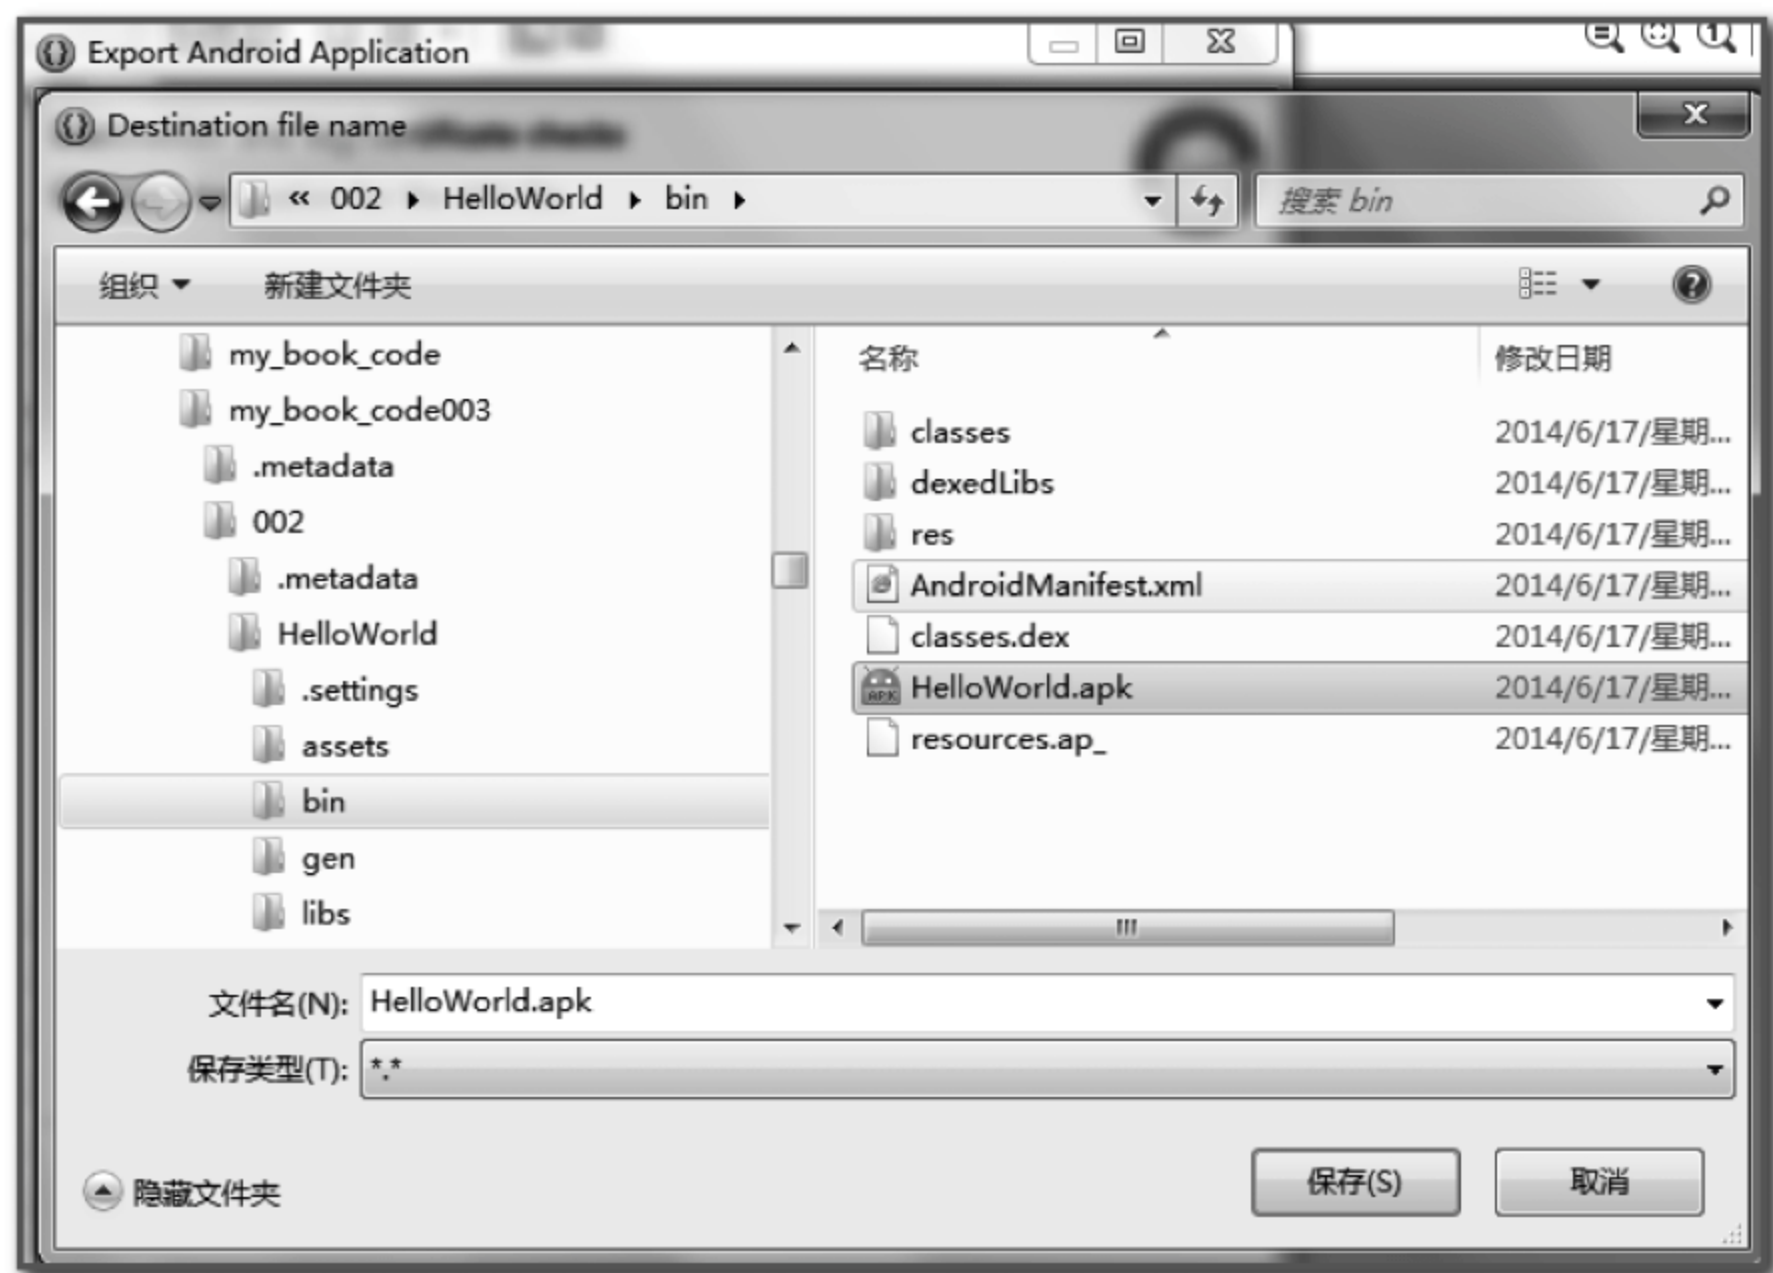 Export Android Application
Destination file name
« 002 ▸ HelloWorld ▸ bin ▸
搜索 bin
组织
新建文件夹
my_book_code
my_book_code003
.metadata
002
.metadata
HelloWorld
.settings
assets
bin
gen
libs
名称 修改日期
classes 2014/6/17/星期...
dexedLibs 2014/6/17/星期...
res 2014/6/17/星期...
AndroidManifest.xml 2014/6/17/星期...
classes.dex 2014/6/17/星期...
HelloWorld.apk 2014/6/17/星期...
resources.ap_ 2014/6/17/星期...
文件名(N): HelloWorld.apk
保存类型(T): *.*
隐藏文件夹
保存(S)
取消